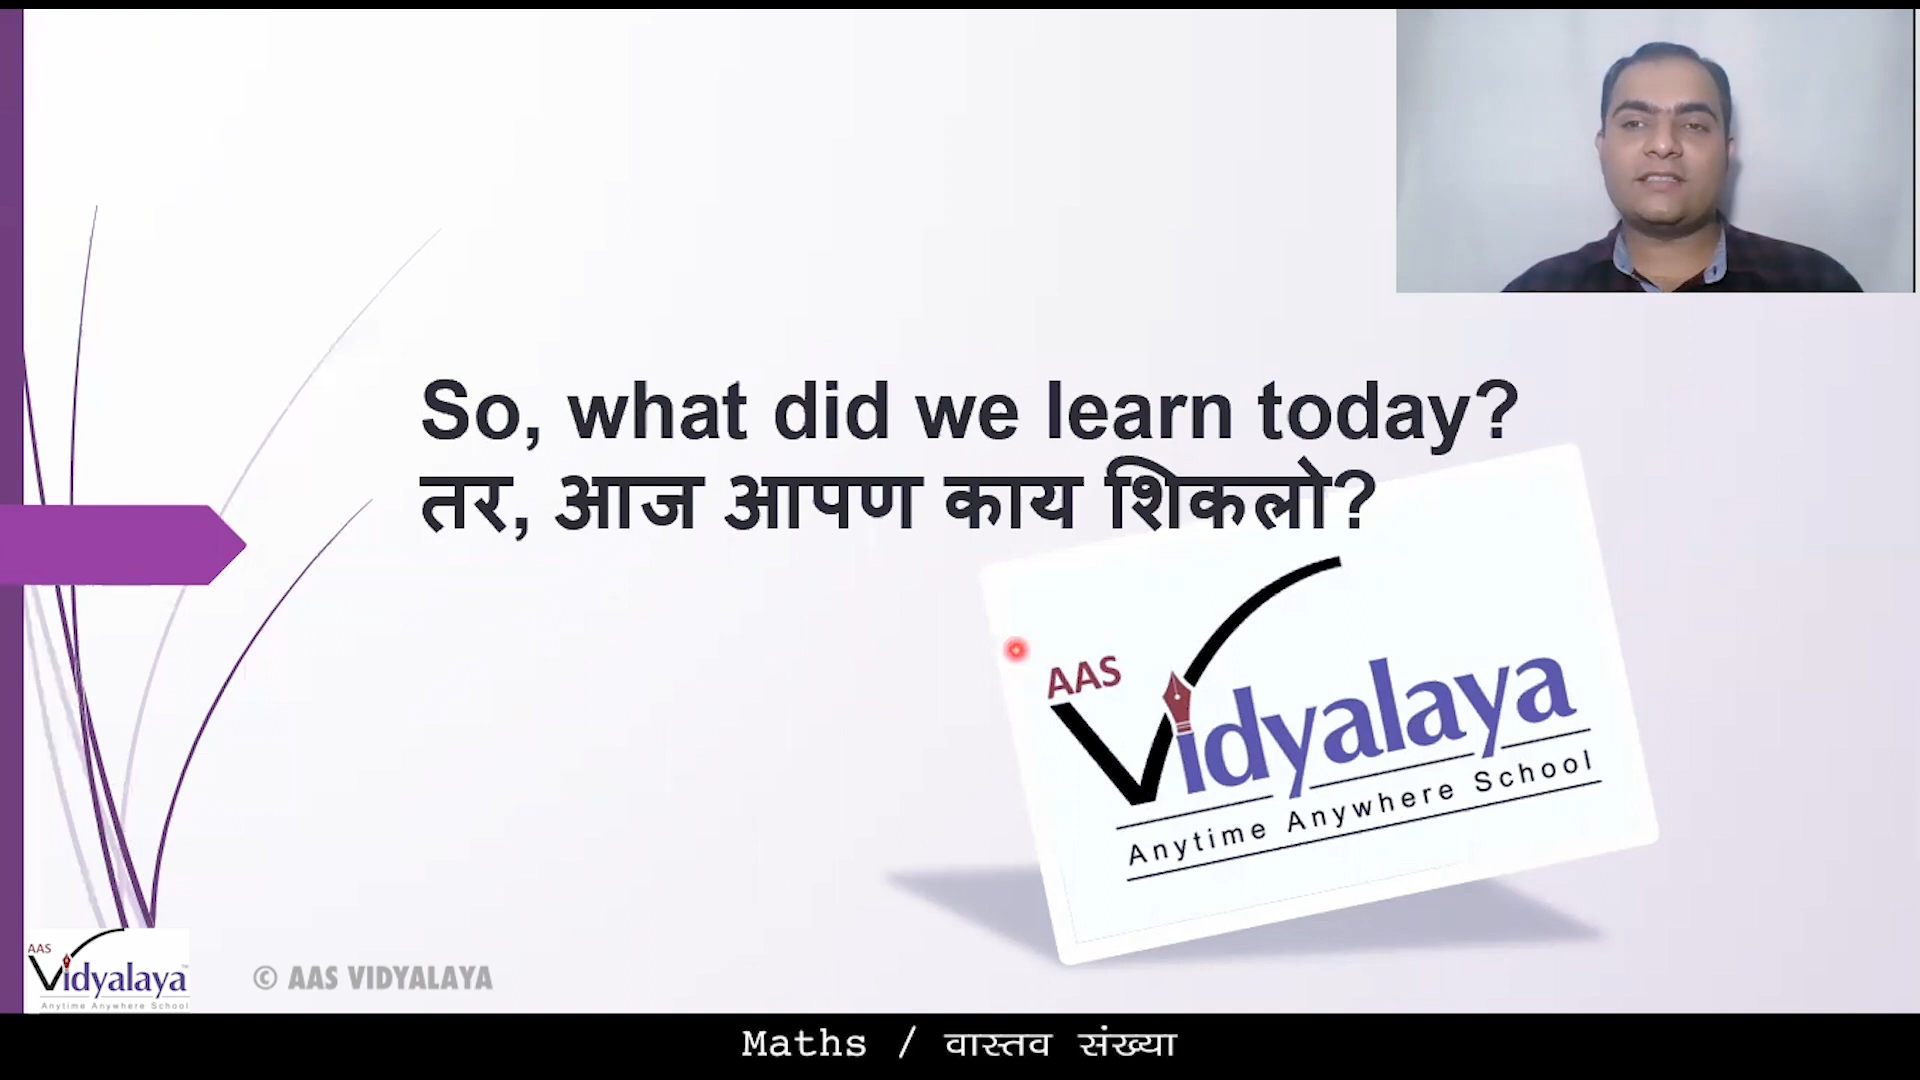 So, what did we learn today?
तर, आज आपण काय शिकलो?
AAS
Vidyalaya
Anytime Anywhere School
AAS
Vidyalaya
Anytime Anywhere School
© AAS VIDYALAYA
Maths / वास्तव संख्या